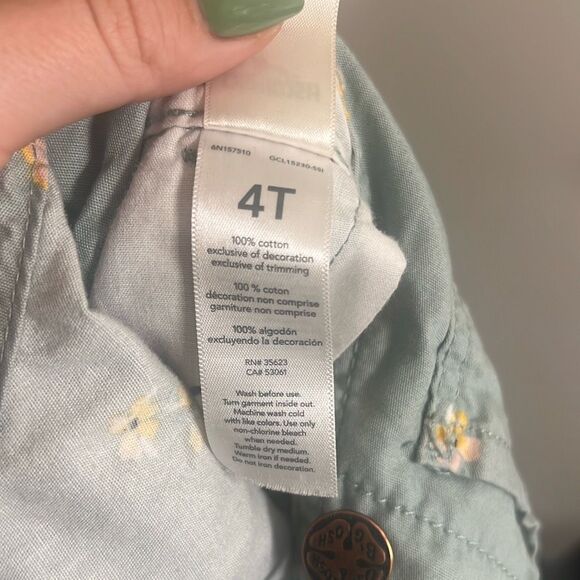 6N157510 GCL15230-SSI
4T
100% cotton
exclusive of decoration
exclusive of trimming
100 % coton
décoration non comprise
garniture non comprise
100% algodón
excluyendo la decoración
RN# 35623
CA# 53061
Wash before use.
Turn garment inside out.
Machine wash cold
with like colors. Use only
non-chlorine bleach
when needed.
Tumble dry medium.
Warm iron if needed.
Do not iron decoration.
B'GOSH